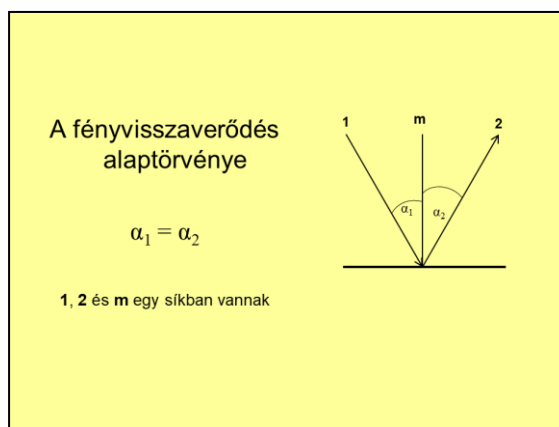 A fényvisszaverődés
alaptörvénye
α₁ = α₂
1, 2 és m egy síkban vannak
1
m
2
α₁
α₂